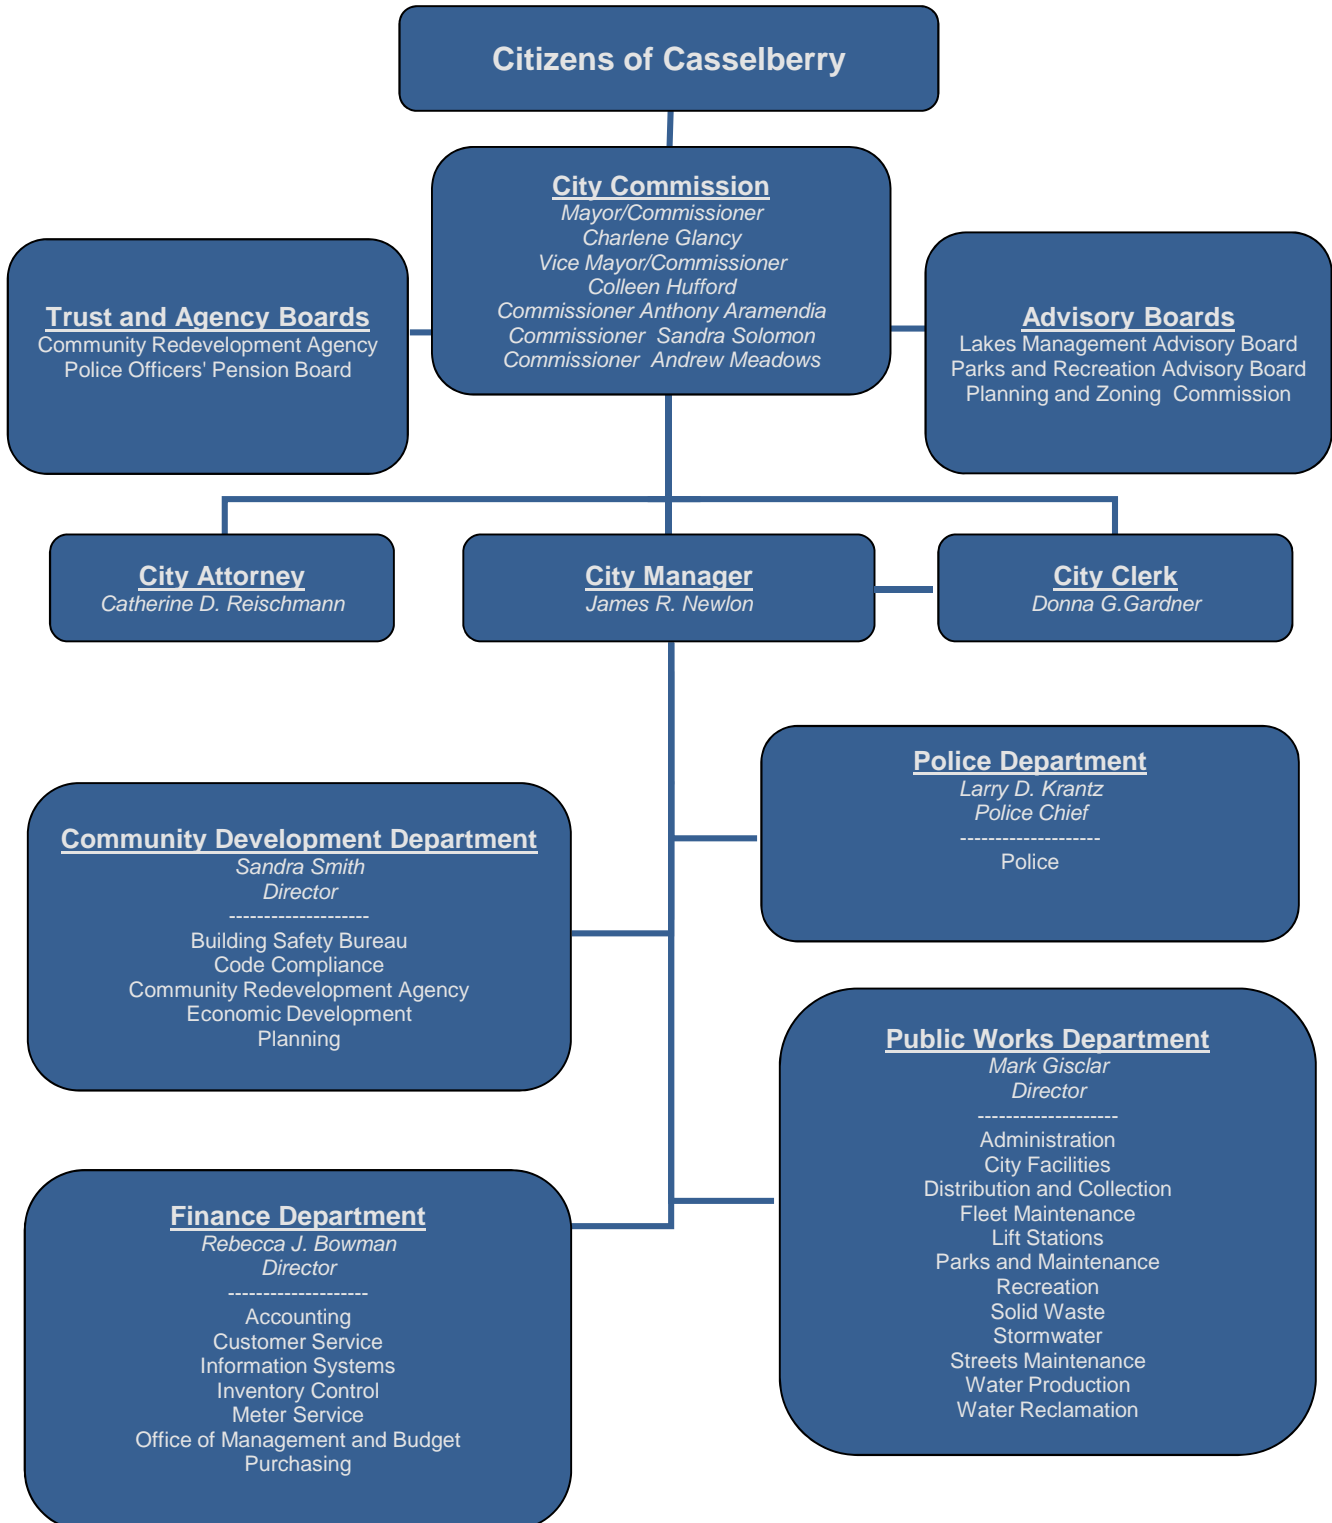 Citizens of Casselberry
City Commission
Mayor/Commissioner
Charlene Glancy
Vice Mayor/Commissioner
Colleen Hufford
Commissioner Anthony Aramendia
Commissioner  Sandra Solomon
Commissioner  Andrew Meadows
Trust and Agency Boards
Community Redevelopment Agency
Police Officers' Pension Board
Advisory Boards
Lakes Management Advisory Board
Parks and Recreation Advisory Board
Planning and Zoning  Commission
City Attorney
Catherine D. Reischmann
City Manager
James R. Newlon
City Clerk
Donna G.Gardner
Police Department
Larry D. Krantz
Police Chief
--------------------
Police
Community Development Department
Sandra Smith
Director
--------------------
Building Safety Bureau
Code Compliance
Community Redevelopment Agency
Economic Development
Planning
Public Works Department
Mark Gisclar
Director
--------------------
Administration
City Facilities
Distribution and Collection
Fleet Maintenance
Lift Stations
Parks and Maintenance
Recreation
Solid Waste
Stormwater
Streets Maintenance
Water Production
Water Reclamation
Finance Department
Rebecca J. Bowman
Director
--------------------
Accounting
Customer Service
Information Systems
Inventory Control
Meter Service
Office of Management and Budget
Purchasing